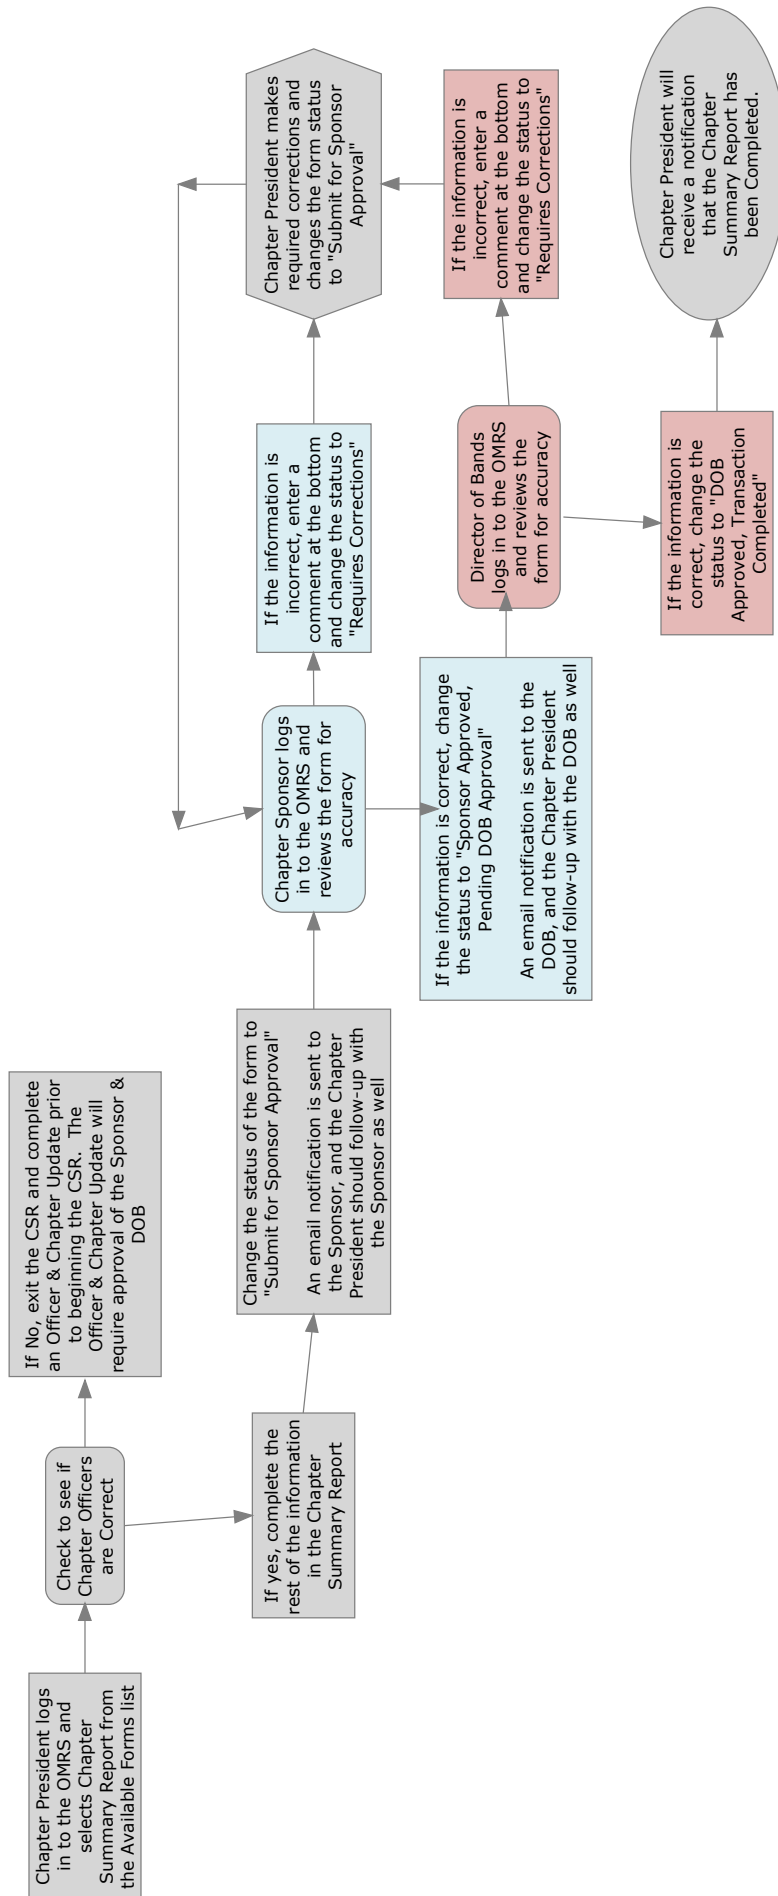 Chapter President logs
in to the OMRS and
selects Chapter
Summary Report from
the Available Forms list
Check to see if
Chapter Officers
are Correct
If No, exit the CSR and complete
an Officer & Chapter Update prior
to beginning the CSR.  The
Officer & Chapter Update will
require approval of the Sponsor &
DOB
If yes, complete the
rest of the information
in the Chapter
Summary Report
Change the status of the form to
"Submit for Sponsor Approval"
An email notification is sent to
the Sponsor, and the Chapter
President should follow-up with
the Sponsor as well
Chapter Sponsor logs
in to the OMRS and
reviews the form for
accuracy
If the information is
incorrect, enter a
comment at the bottom
and change the status to
"Requires Corrections"
Chapter President makes
required corrections and
changes the form status
to "Submit for Sponsor
Approval"
If the information is correct, change
the status to "Sponsor Approved,
Pending DOB Approval"
An email notification is sent to the
DOB, and the Chapter President
should follow-up with the DOB as well
Director of Bands
logs in to the OMRS
and reviews the
form for accuracy
If the information is
incorrect, enter a
comment at the bottom
and change the status to
"Requires Corrections"
If the information is
correct, change the
status to "DOB
Approved, Transaction
Completed"
Chapter President will
receive a notification
that the Chapter
Summary Report has
been Completed.